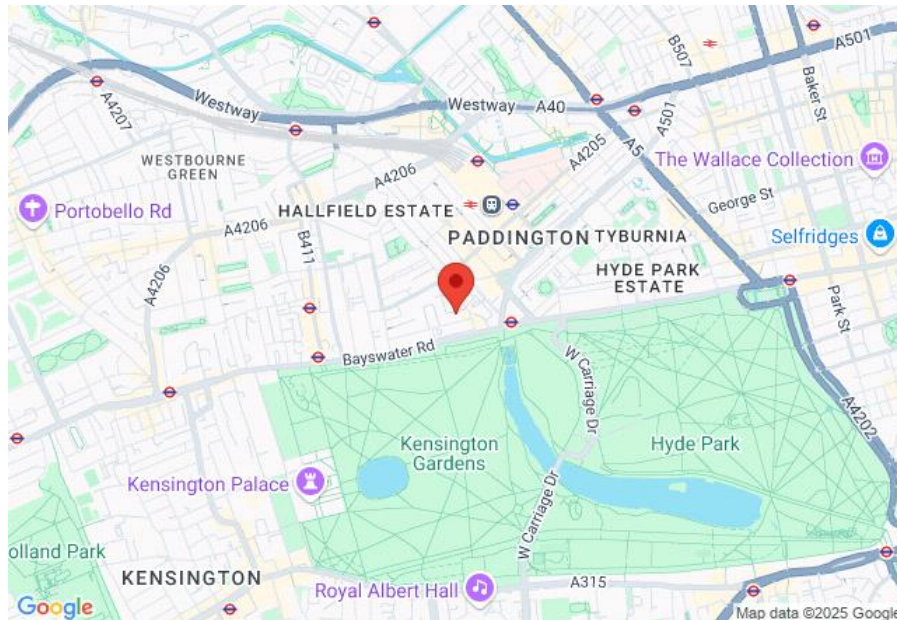 A501
B507
A4207
Westway
Westway
A40
A501
Baker St
A5
A4205
The Wallace Collection
WESTBOURNE
GREEN
A4206
George St
Portobello Rd
HALLFIELD ESTATE
A4206
B411
PADDINGTON
TYBURNIA
Selfridges
A4206
HYDE PARK
ESTATE
Park St
Bayswater Rd
W Carriage Dr
A4202
Kensington
Gardens
Hyde Park
Kensington Palace
W Carriage Dr
olland Park
KENSINGTON
Royal Albert Hall
A315
Google
Map data ©2025 Google